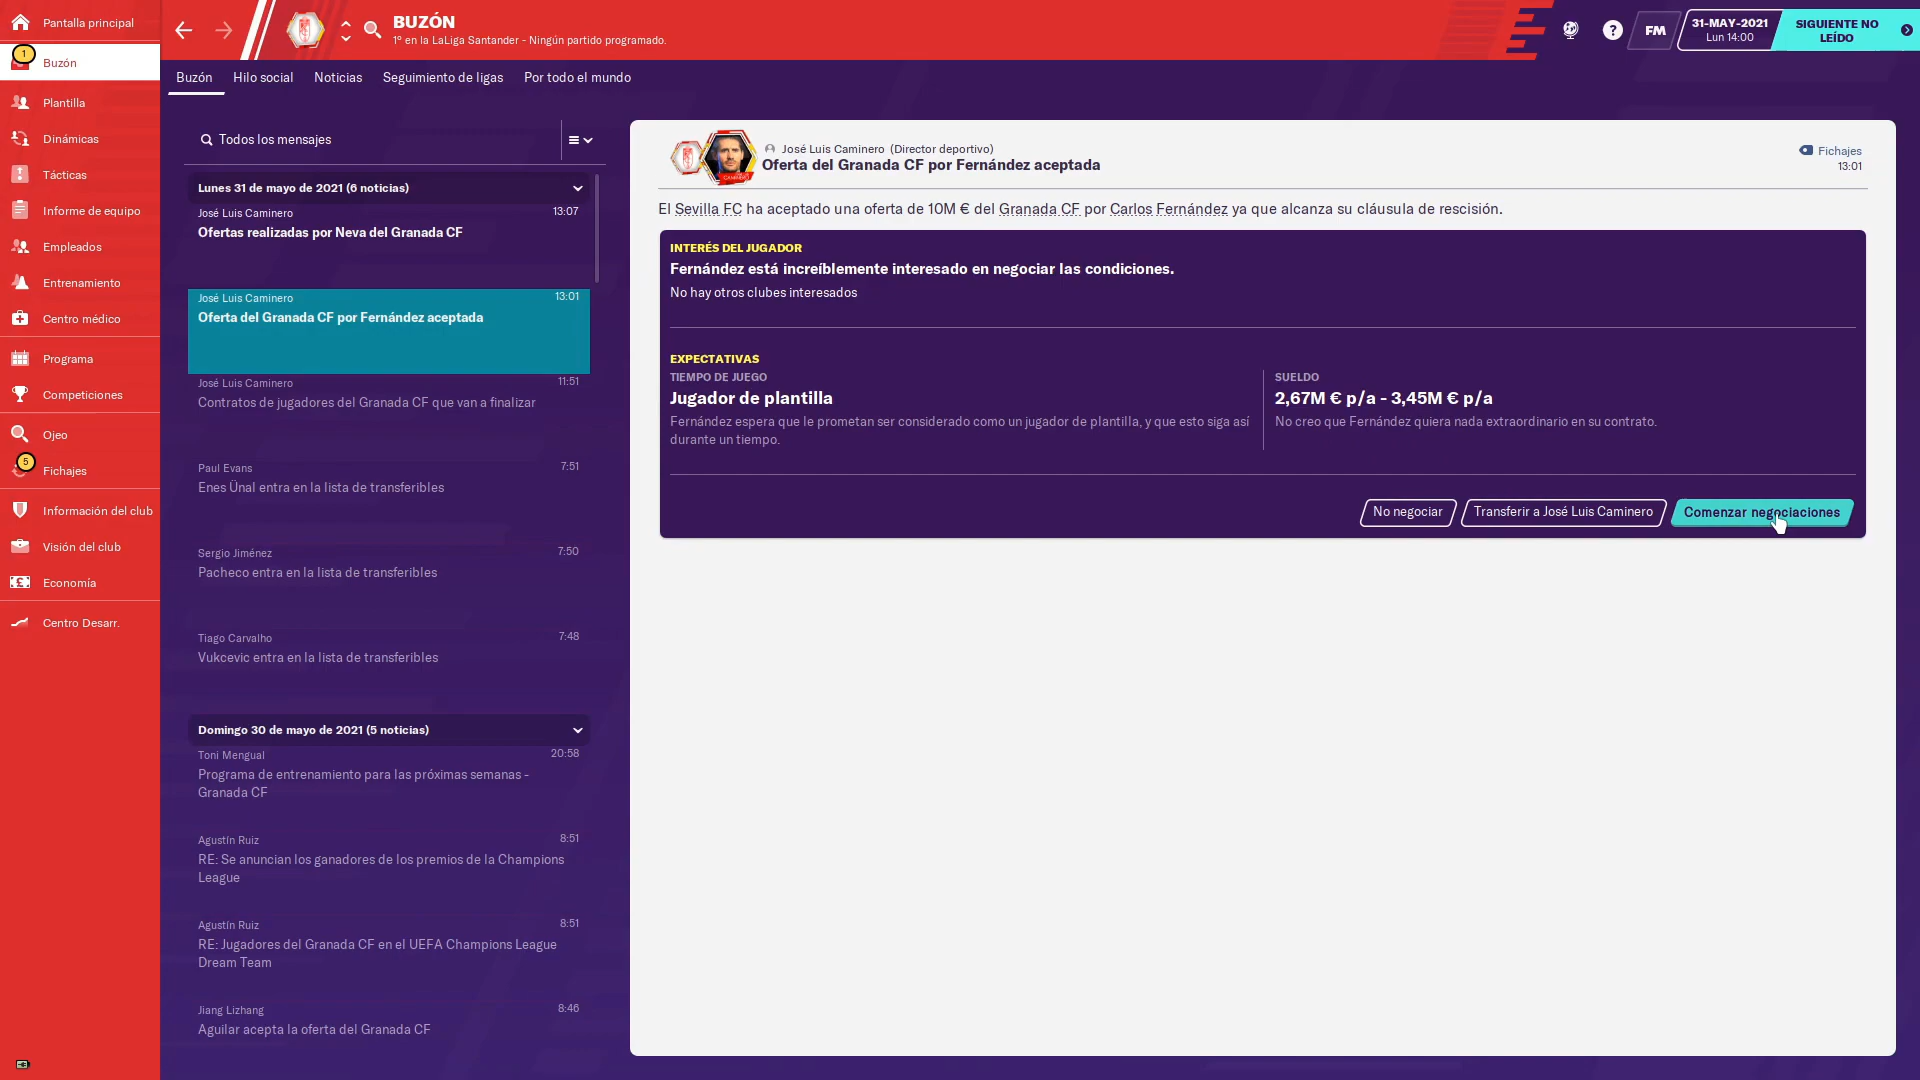 Pantalla principal
1
Buzón
Plantilla
Dinámicas
Tácticas
Informe de equipo
Empleados
Entrenamiento
Centro médico
Programa
Competiciones
Ojeo
5
Fichajes
Información del club
Visión del club
Economía
Centro Desarr.
BUZÓN
1º en la LaLiga Santander - Ningún partido programado.
?
FM
31-MAY-2021
Lun 14:00
SIGUIENTE NO
LEÍDO
Buzón
Hilo social
Noticias
Seguimiento de ligas
Por todo el mundo
Todos los mensajes
Lunes 31 de mayo de 2021 (6 noticias)
José Luis Caminero 13:07
Ofertas realizadas por Neva del Granada CF
José Luis Caminero 13:01
Oferta del Granada CF por Fernández aceptada
José Luis Caminero 11:51
Contratos de jugadores del Granada CF que van a finalizar
Paul Evans 7:51
Enes Ünal entra en la lista de transferibles
Sergio Jiménez 7:50
Pacheco entra en la lista de transferibles
Tiago Carvalho 7:48
Vukcevic entra en la lista de transferibles
Domingo 30 de mayo de 2021 (5 noticias)
Toni Mengual 20:58
Programa de entrenamiento para las próximas semanas -
Granada CF
Agustín Ruiz 8:51
RE: Se anuncian los ganadores de los premios de la Champions
League
Agustín Ruiz 8:51
RE: Jugadores del Granada CF en el UEFA Champions League
Dream Team
Jiang Lizhang 8:46
Aguilar acepta la oferta del Granada CF
José Luis Caminero (Director deportivo)
Oferta del Granada CF por Fernández aceptada
Fichajes
13:01
El Sevilla FC ha aceptado una oferta de 10M € del Granada CF por Carlos Fernández ya que alcanza su cláusula de rescisión.
INTERÉS DEL JUGADOR
Fernández está increíblemente interesado en negociar las condiciones.
No hay otros clubes interesados
EXPECTATIVAS
TIEMPO DE JUEGO
Jugador de plantilla
Fernández espera que le prometan ser considerado como un jugador de plantilla, y que esto siga así
durante un tiempo.
SUELDO
2,67M € p/a - 3,45M € p/a
No creo que Fernández quiera nada extraordinario en su contrato.
No negociar
Transferir a José Luis Caminero
Comenzar negociaciones